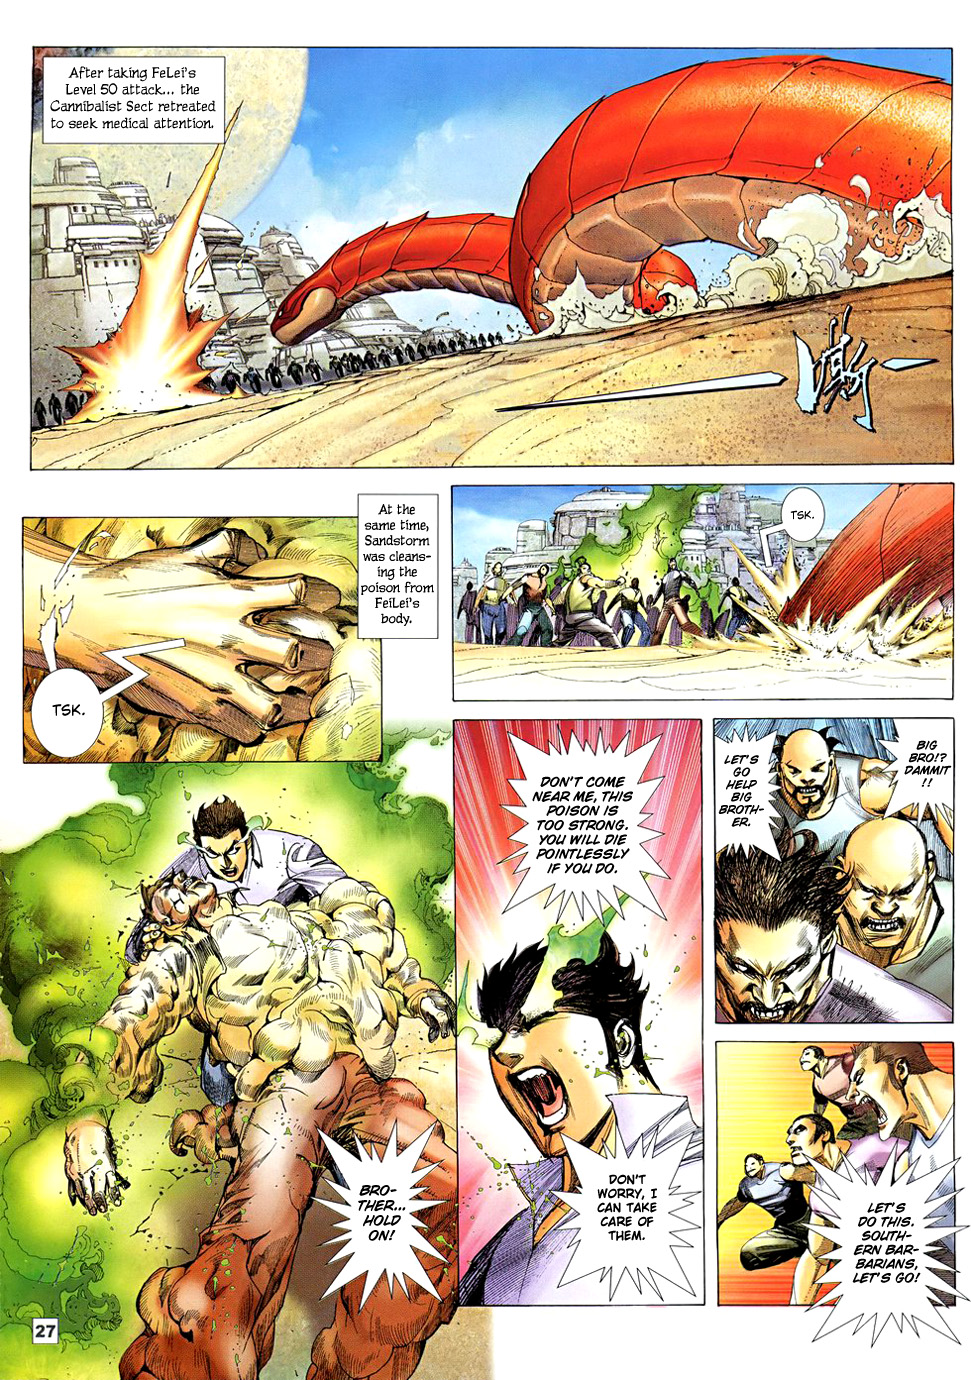 After taking FeLei's
Level 50 attack... the
Cannibalist Sect retreated
to seek medical attention.
At the
same time,
Sandstorm
was cleans-
ing the
poison from
FeiLei's
body.
TSK.
TSK.
BRO-
THER...
HOLD
ON!
DON'T COME
NEAR ME, THIS
POISON IS
TOO STRONG.
YOU WILL DIE
POINTLESSLY
IF YOU DO.
DON'T
WORRY, I
CAN TAKE
CARE OF
THEM.
BIG
BRO!?
DAMMIT
!!
LET'S
GO
HELP
BIG
BROTH-
ER.
LET'S
DO THIS.
SOUTH-
ERN BAR-
BARIANS,
LET'S GO!
27